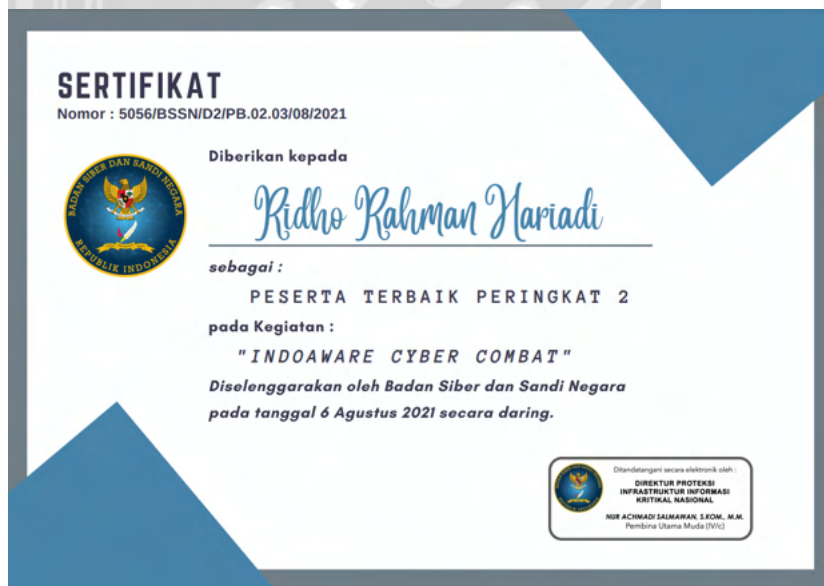 SERTIFIKAT
Nomor : 5056/BSSN/D2/PB.02.03/08/2021
BADAN SIBER DAN SANDI NEGARA
REPUBLIK INDONESIA
Diberikan kepada
Ridho Rahman Hariadi
sebagai :
PESERTA TERBAIK PERINGKAT 2
pada Kegiatan :
"INDOAWARE CYBER COMBAT"
Diselenggarakan oleh Badan Siber dan Sandi Negara
pada tanggal 6 Agustus 2021 secara daring.
Ditandatangani secara elektronik oleh :
DIREKTUR PROTEKSI
INFRASTRUKTUR INFORMASI
KRITIKAL NASIONAL
NUR ACHMADI SALMAWAN, S.KOM., M.M.
Pembina Utama Muda (IV/c)